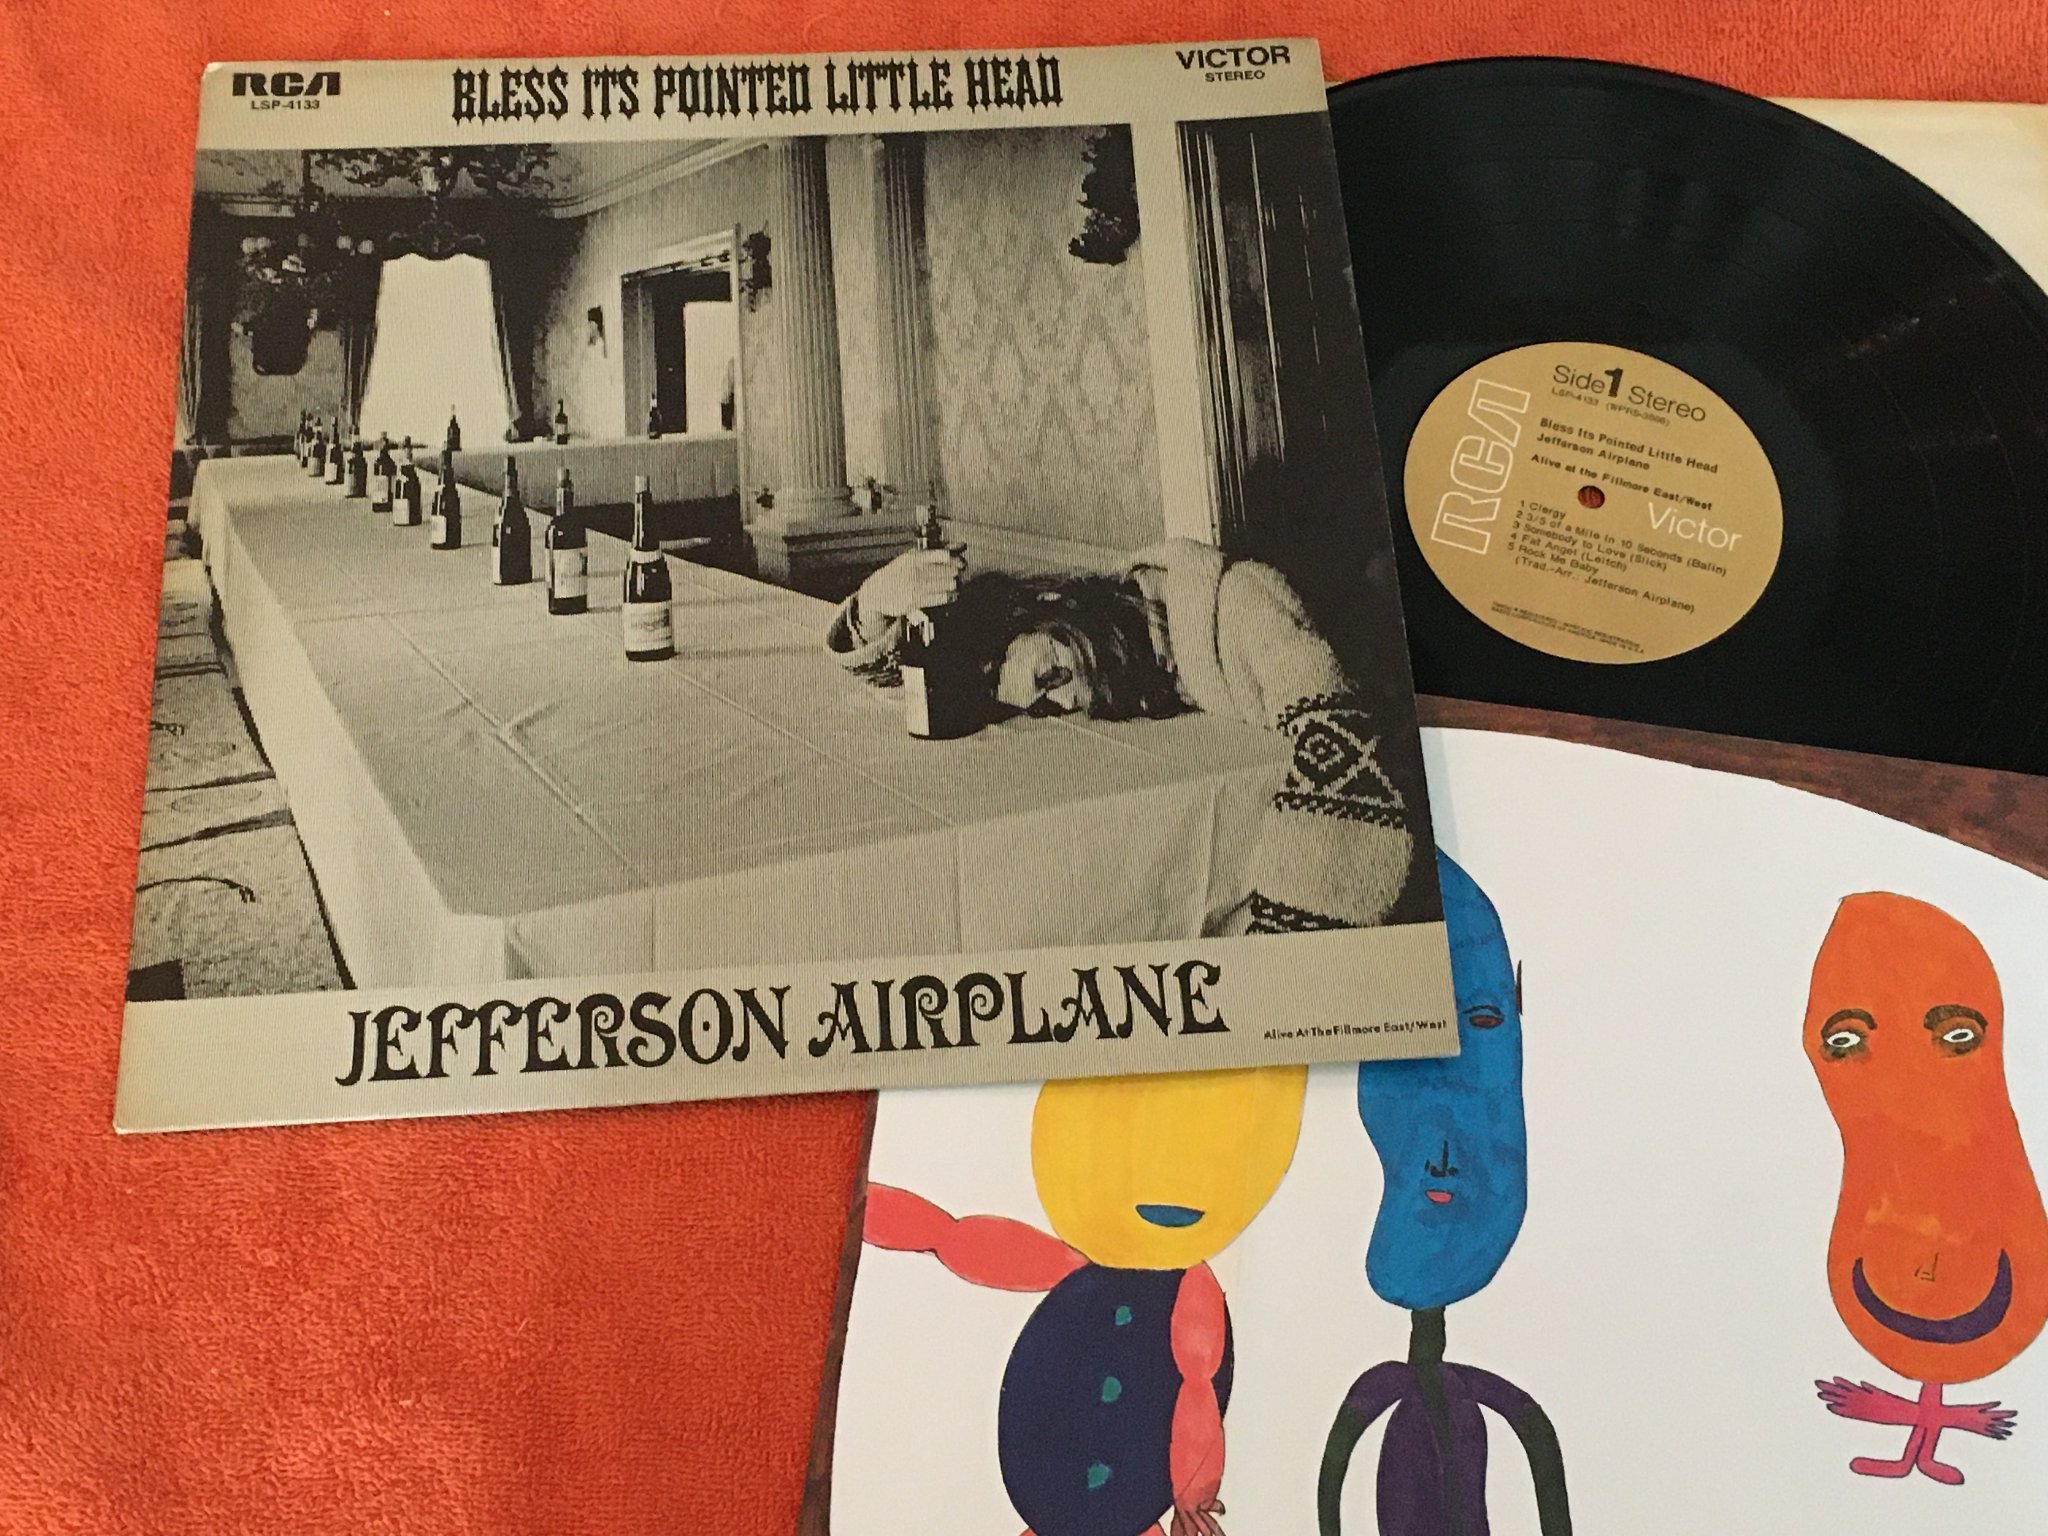 RCA
LSP-4133
BLESS ITS POINTED LITTLE HEAD
VICTOR
STEREO
JEFFERSON AIRPLANE
Alive At The Fillmore East/West
RCA
Side 1 Stereo
LSP-4133
Bless Its Pointed Little Head
Jefferson Airplane
Alive at the Fillmore East/West
Victor
1 Clergy
2 3/5 of a Mile in 10 Seconds (Balin)
3 Somebody to Love (Slick)
4 Fat Angel (Leitch)
5 Rock Me Baby
(Trad.-Arr.: Jefferson Airplane)